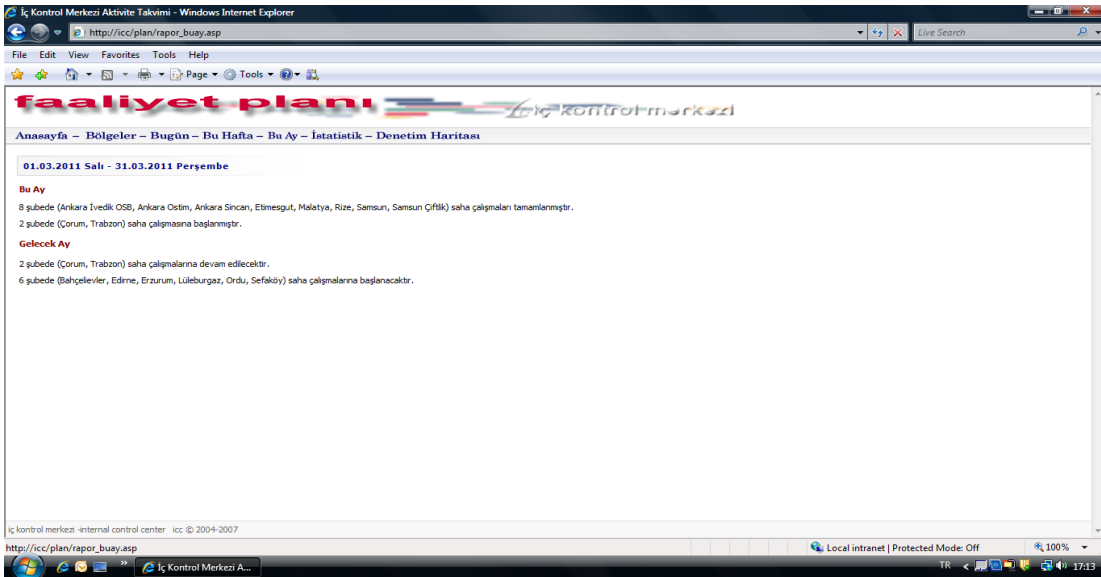 İç Kontrol Merkezi Aktivite Takvimi - Windows Internet Explorer
http://icc/plan/rapor_buay.asp
Live Search
File Edit View Favorites Tools Help
Page Tools
faaliyet planı iç kontrol merkezi
Anasayfa – Bölgeler – Bugün – Bu Hafta – Bu Ay – İstatistik – Denetim Haritası
01.03.2011 Salı - 31.03.2011 Perşembe
Bu Ay
8 şubede (Ankara İvedik OSB, Ankara Ostim, Ankara Sincan, Etimesgut, Malatya, Rize, Samsun, Samsun Çiftlik) saha çalışmaları tamamlanmıştır.
2 şubede (Çorum, Trabzon) saha çalışmasına başlanmıştır.
Gelecek Ay
2 şubede (Çorum, Trabzon) saha çalışmalarına devam edilecektir.
6 şubede (Bahçelievler, Edirne, Erzurum, Lüleburgaz, Ordu, Sefaköy) saha çalışmalarına başlanacaktır.
iç kontrol merkezi -internal control center icc © 2004-2007
http://icc/plan/rapor_buay.asp Local intranet | Protected Mode: Off 100%
İç Kontrol Merkezi A... TR 17:13